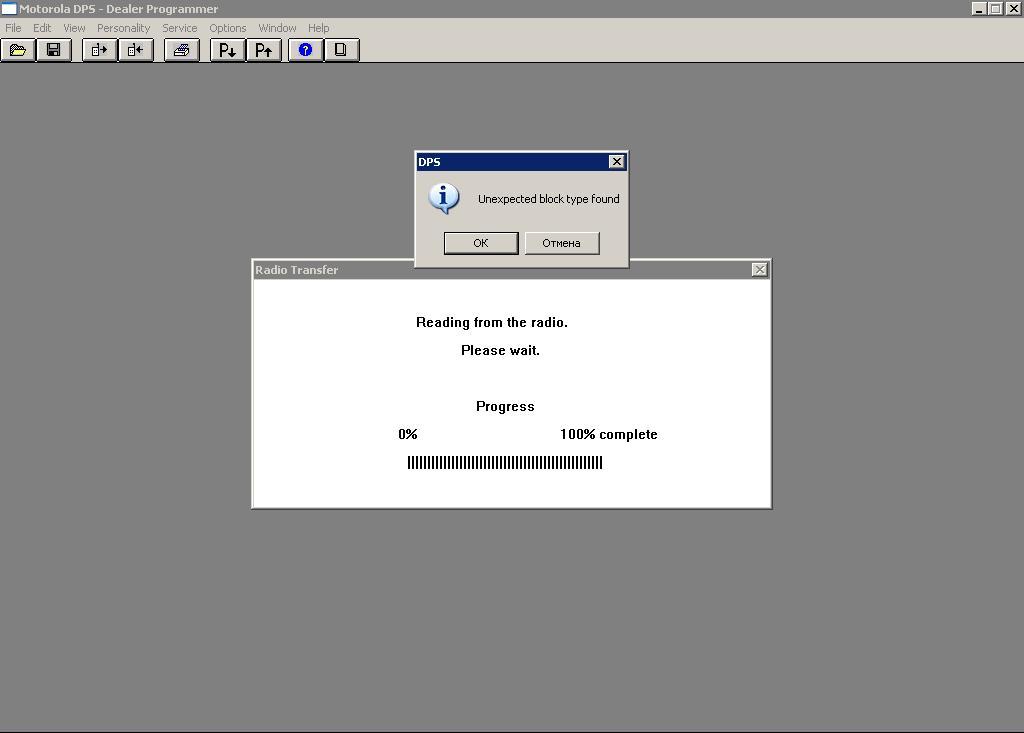 Motorola DPS - Dealer Programmer
File Edit View Personality Service Options Window Help
P↓ P↑ ?
DPS
i
Unexpected block type found
OK Отмена
Radio Transfer
Reading from the radio.
Please wait.
Progress
0% 100% complete